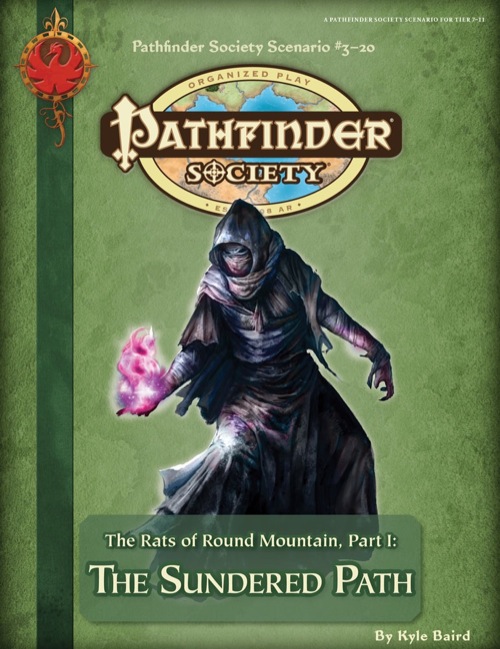 A PATHFINDER SOCIETY SCENARIO FOR TIER 7–11
Pathfinder Society Scenario #3–20
ORGANIZED PLAY
PATHFINDER
SOCIETY
The Rats of Round Mountain, Part I:
THE SUNDERED PATH
By Kyle Baird